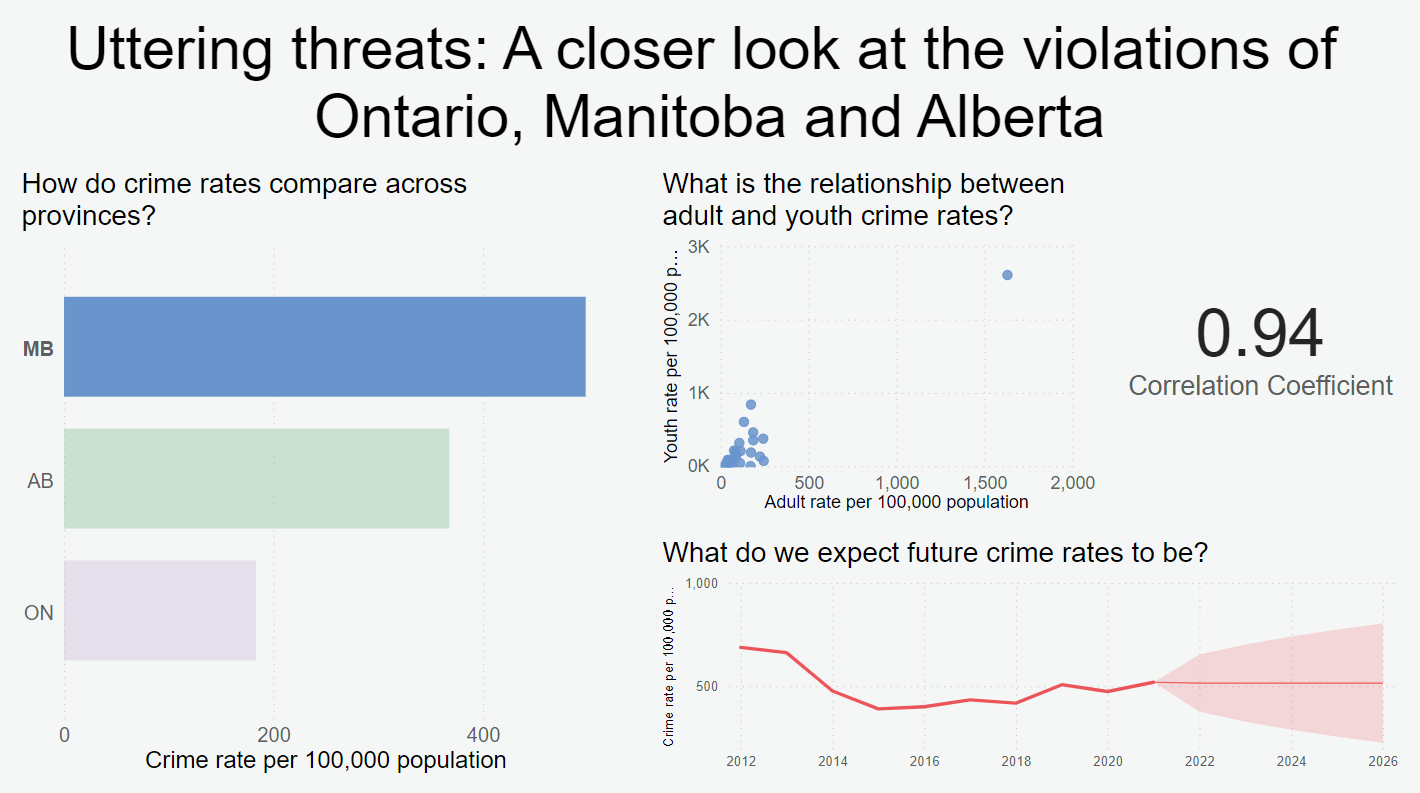 Uttering threats: A closer look at the violations of
Ontario, Manitoba and Alberta
How do crime rates compare across
provinces?
MB
AB
ON
0 200 400
Crime rate per 100,000 population
What is the relationship between
adult and youth crime rates?
Youth rate per 100,000 p...
3K
2K
1K
0K
0 500 1,000 1,500 2,000
Adult rate per 100,000 population
0.94
Correlation Coefficient
What do we expect future crime rates to be?
Crime rate per 100,000 p...
1,000
500
2012 2014 2016 2018 2020 2022 2024 2026